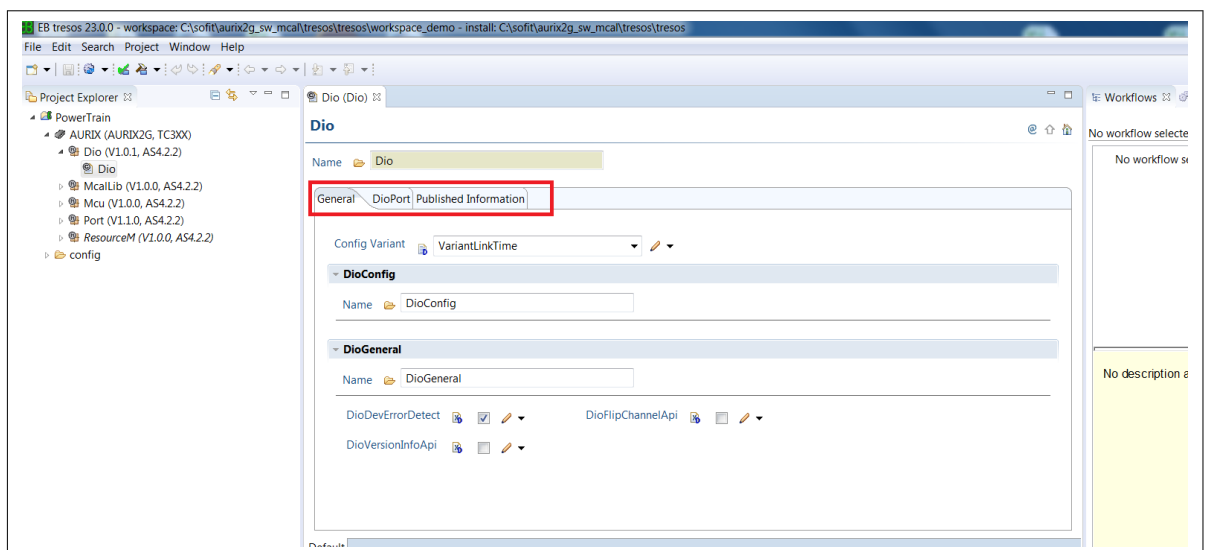 EB tresos 23.0.0 - workspace: C:\sofit\aurix2g_sw_mcal\tresos\tresos\workspace_demo - install: C:\sofit\aurix2g_sw_mcal\tresos\tresos
File Edit Search Project Window Help
Project Explorer
PowerTrain
AURIX (AURIX2G, TC3XX)
Dio (V1.0.1, AS4.2.2)
Dio
McalLib (V1.0.0, AS4.2.2)
Mcu (V1.0.0, AS4.2.2)
Port (V1.1.0, AS4.2.2)
ResourceM (V1.0.0, AS4.2.2)
config
Dio (Dio)
Dio
Name Dio
General DioPort Published Information
Config Variant VariantLinkTime
DioConfig
Name DioConfig
DioGeneral
Name DioGeneral
DioDevErrorDetect DioFlipChannelApi
DioVersionInfoApi
Default
Workflows
No workflow selecte
No workflow se
No description a